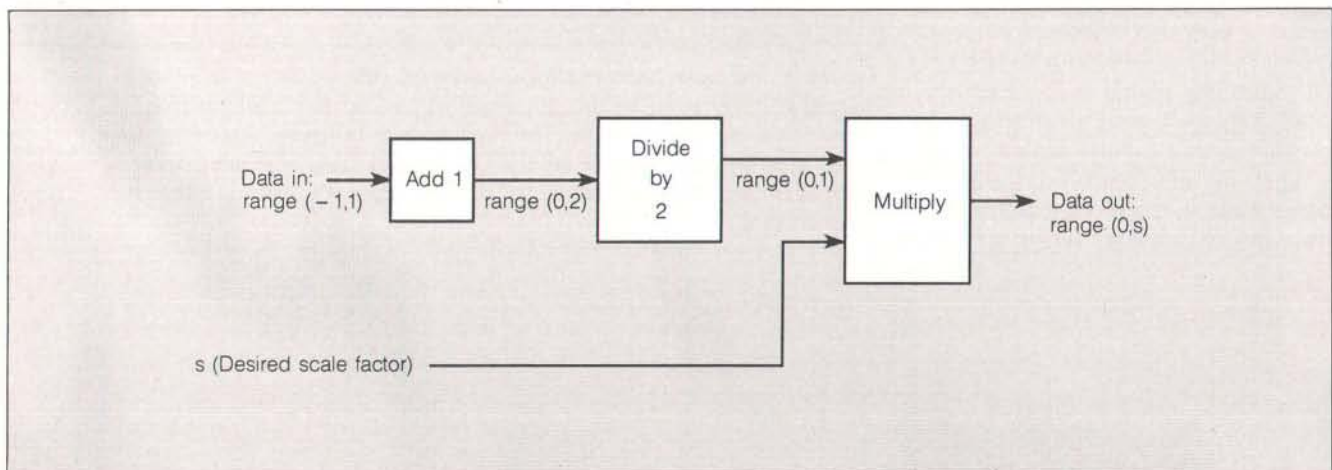 Data in:
range (– 1,1)
Add 1
range (0,2)
Divide
by
2
range (0,1)
Multiply
Data out:
range (0,s)
s (Desired scale factor)